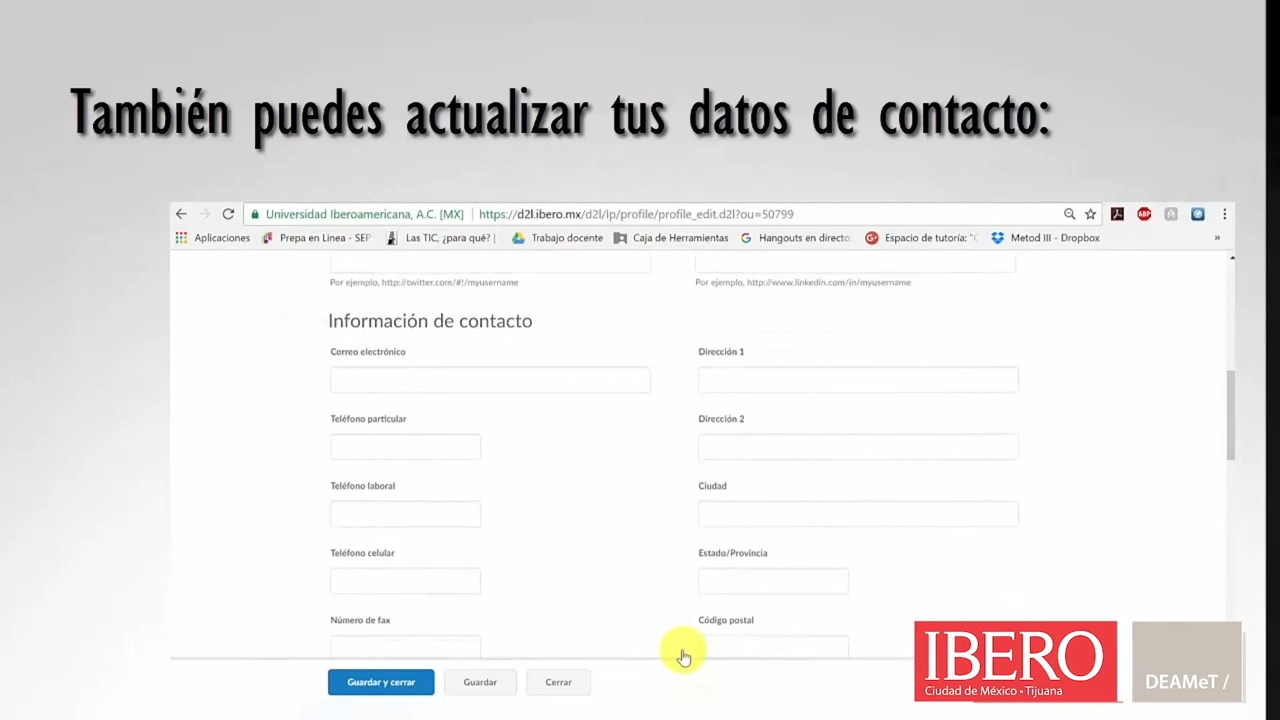 También puedes actualizar tus datos de contacto:
Universidad Iberoamericana, A.C. [MX] | https://d2l.ibero.mx/d2l/lp/profile/profile_edit.d2l?ou=50799
Aplicaciones Prepa en Linea - SEP Las TIC, ¿para qué? | Trabajo docente Caja de Herramientas Hangouts en directo Espacio de tutoría: "C Metod III - Dropbox »
Por ejemplo, http://twitter.com/#!/myusername Por ejemplo, http://www.linkedin.com/in/myusername
Información de contacto
Correo electrónico Dirección 1
Teléfono particular Dirección 2
Teléfono laboral Ciudad
Teléfono celular Estado/Provincia
Número de fax Código postal
Guardar y cerrar Guardar Cerrar
IBERO
Ciudad de México • Tijuana
DEAMeT /